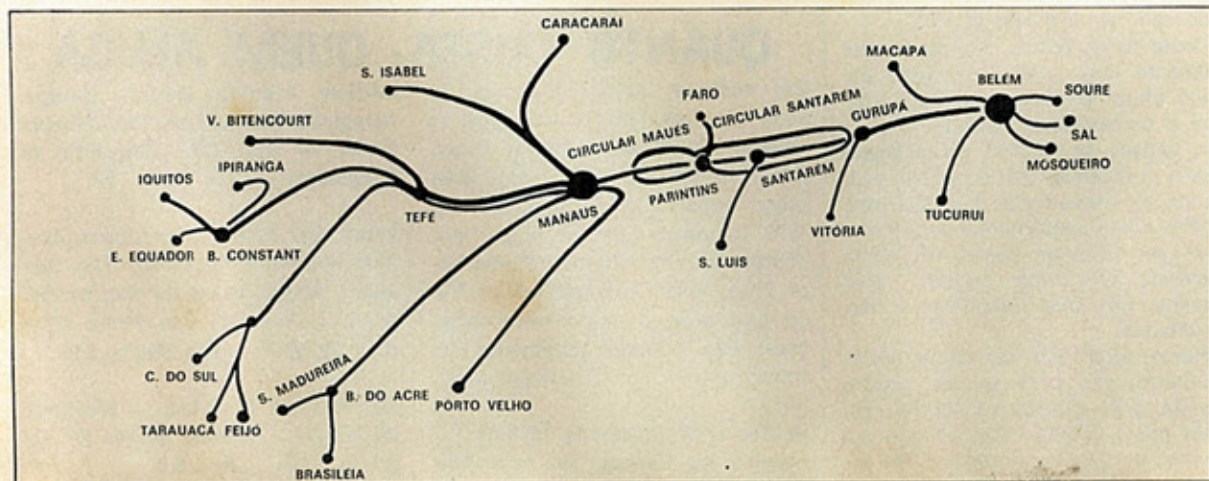 CARACARAI
MACAPA
BELEM
S. ISABEL
SOURE
FARO
CIRCULAR SANTAREM
GURUPÁ
V. BITENCOURT
CIRCULAR MAUES
SAL
IPIRANGA
MOSQUEIRO
IQUITOS
SANTAREM
PARINTINS
TEFÉ
MANAUS
TUCURUI
VITÓRIA
E. EQUADOR
B. CONSTANT
S. LUIS
C. DO SUL
S. MADUREIRA
B. DO ACRE
PORTO VELHO
TARAUACA
FEIJÓ
BRASILEIA